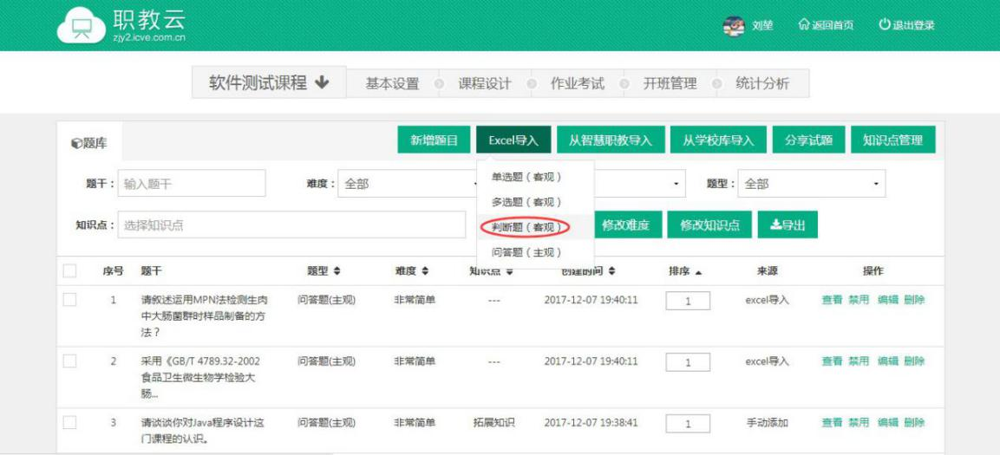 职教云
zjy2.icve.com.cn
刘堃 返回首页 退出登录
软件测试课程 基本设置 课程设计 作业考试 开班管理 统计分析
题库 新增题目 Excel导入 从智慧职教导入 从学校库导入 分享试题 知识点管理
单选题（客观）
多选题（客观）
判断题（客观）
问答题（主观）
题干： 输入题干 难度： 全部 题型： 全部
知识点： 选择知识点 修改难度 修改知识点 导出
序号 题干 题型 难度 知识点 创建时间 排序 来源 操作
1 请叙述运用MPN法检测生肉 问答题(主观) 非常简单 --- 2017-12-07 19:40:11 1 excel导入 查看 禁用 编辑 删除
中大肠菌群时样品制备的方
法？
2 采用《GB/T 4789.32-2002 问答题(主观) 非常简单 --- 2017-12-07 19:40:11 1 excel导入 查看 禁用 编辑 删除
食品卫生微生物学检验大
肠...
3 请谈谈你对Java程序设计这 问答题(主观) 非常简单 拓展知识 2017-12-07 19:38:41 1 手动添加 查看 禁用 编辑 删除
门课程的认识。